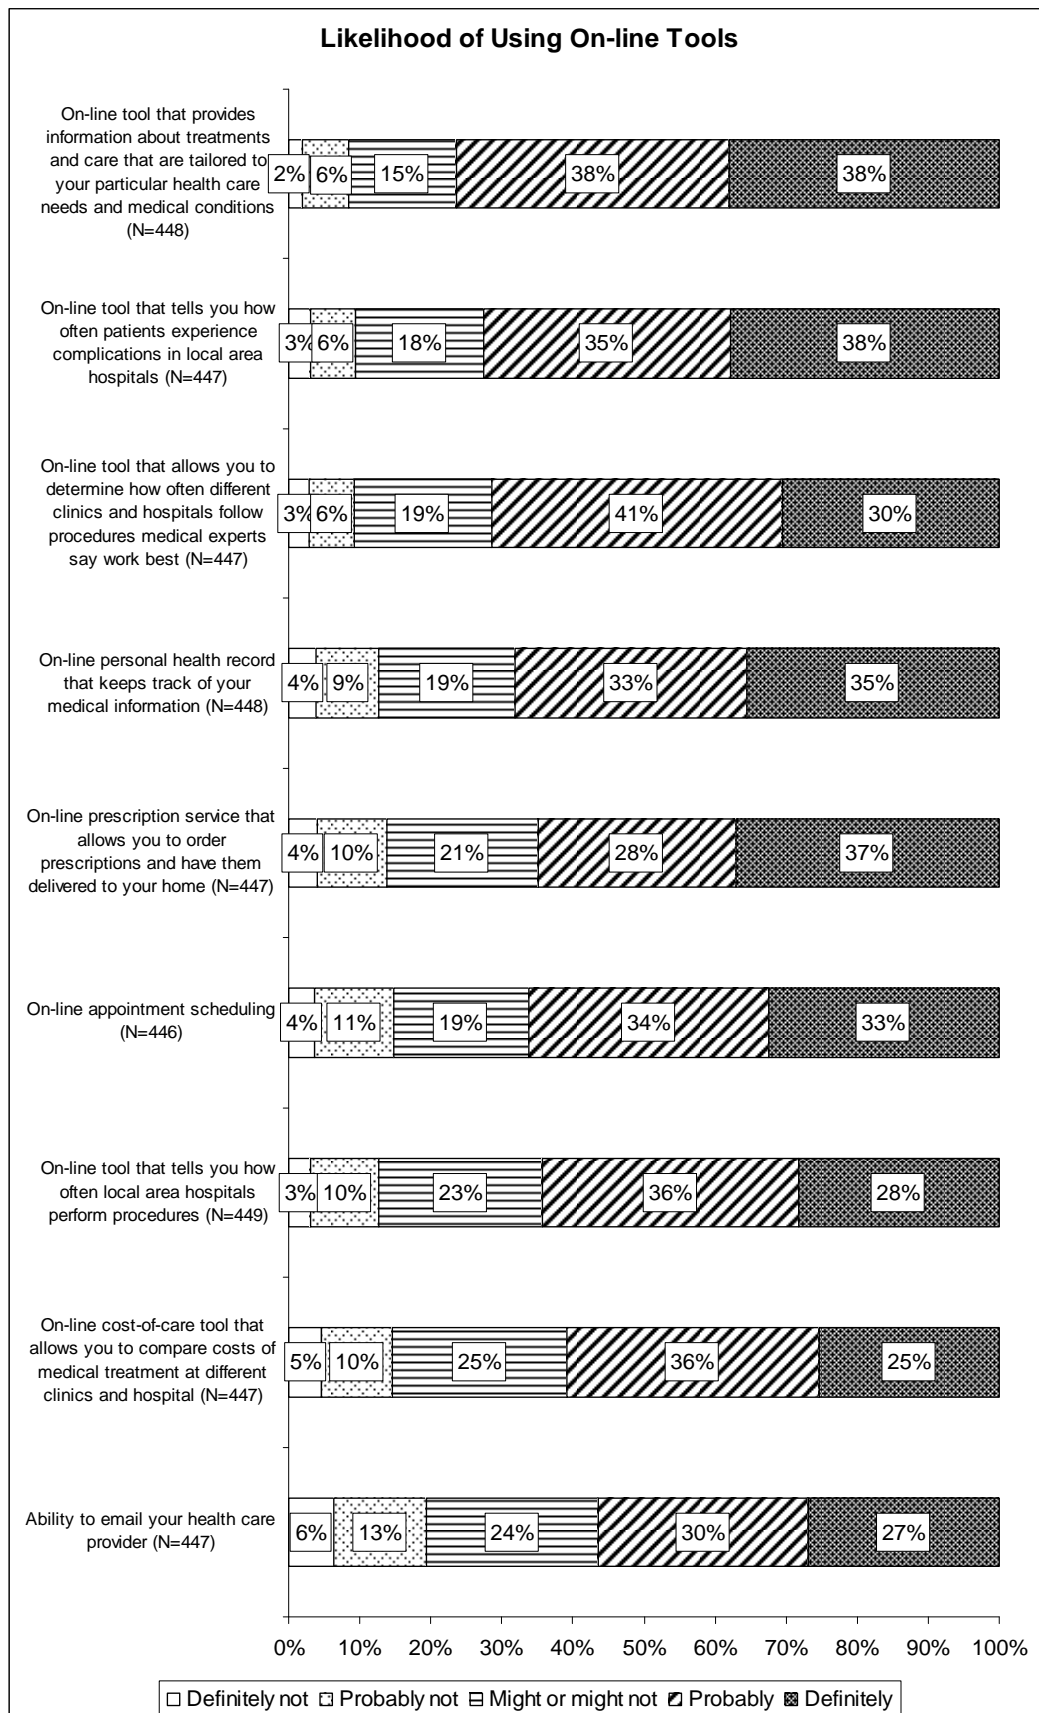 Likelihood of Using On-line Tools
On-line tool that provides
information about treatments
and care that are tailored to
your particular health care
needs and medical conditions
(N=448)
2% 6% 15% 38% 38%
On-line tool that tells you how
often patients experience
complications in local area
hospitals (N=447)
3% 6% 18% 35% 38%
On-line tool that allows you to
determine how often different
clinics and hospitals follow
procedures medical experts
say work best (N=447)
3% 6% 19% 41% 30%
On-line personal health record
that keeps track of your
medical information (N=448)
4% 9% 19% 33% 35%
On-line prescription service that
allows you to order
prescriptions and have them
delivered to your home (N=447)
4% 10% 21% 28% 37%
On-line appointment scheduling
(N=446)
4% 11% 19% 34% 33%
On-line tool that tells you how
often local area hospitals
perform procedures (N=449)
3% 10% 23% 36% 28%
On-line cost-of-care tool that
allows you to compare costs of
medical treatment at different
clinics and hospital (N=447)
5% 10% 25% 36% 25%
Ability to email your health care
provider (N=447)
6% 13% 24% 30% 27%
0% 10% 20% 30% 40% 50% 60% 70% 80% 90% 100%
Definitely not Probably not Might or might not Probably Definitely